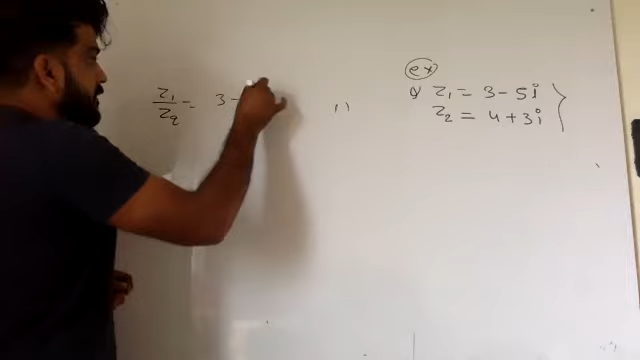 z₁/z₂ = 3 -
ex
z₁ = 3 - 5i
z₂ = 4 + 3i